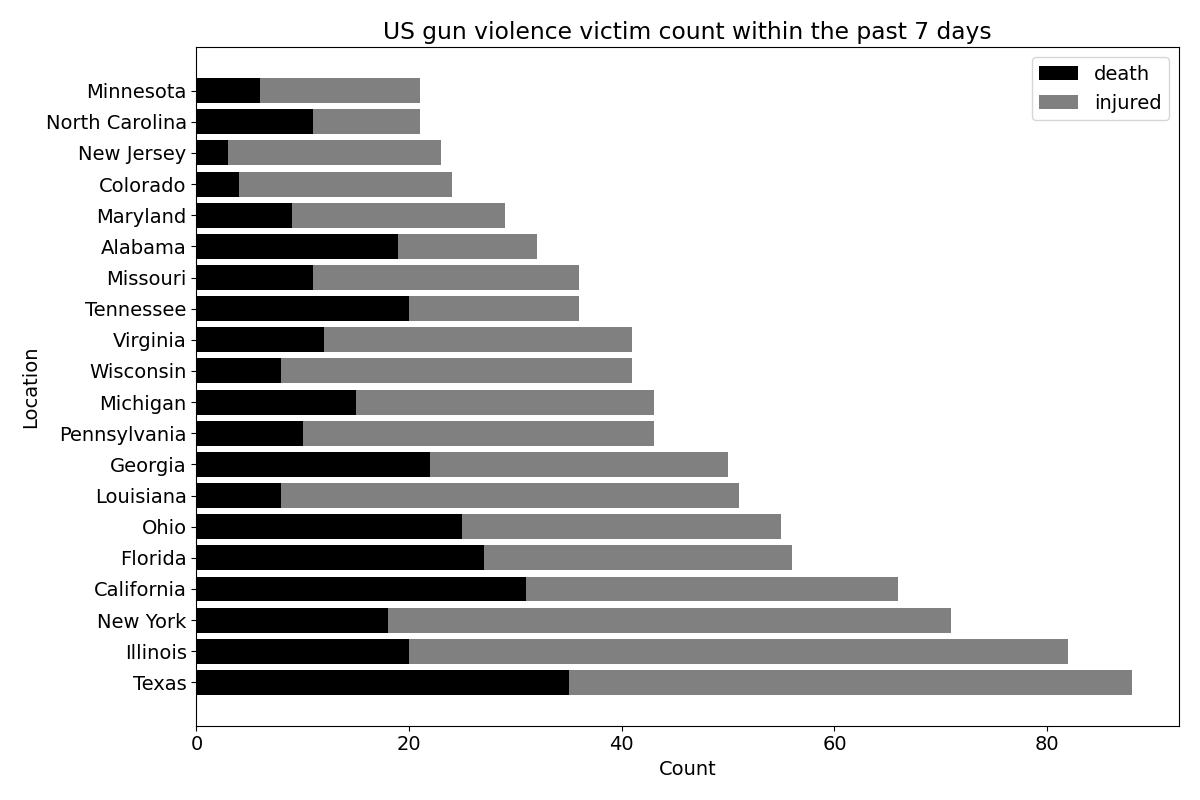 US gun violence victim count within the past 7 days
death
injured
Minnesota
North Carolina
New Jersey
Colorado
Maryland
Alabama
Missouri
Tennessee
Virginia
Wisconsin
Michigan
Pennsylvania
Georgia
Louisiana
Ohio
Florida
California
New York
Illinois
Texas
Location
0 20 40 60 80
Count